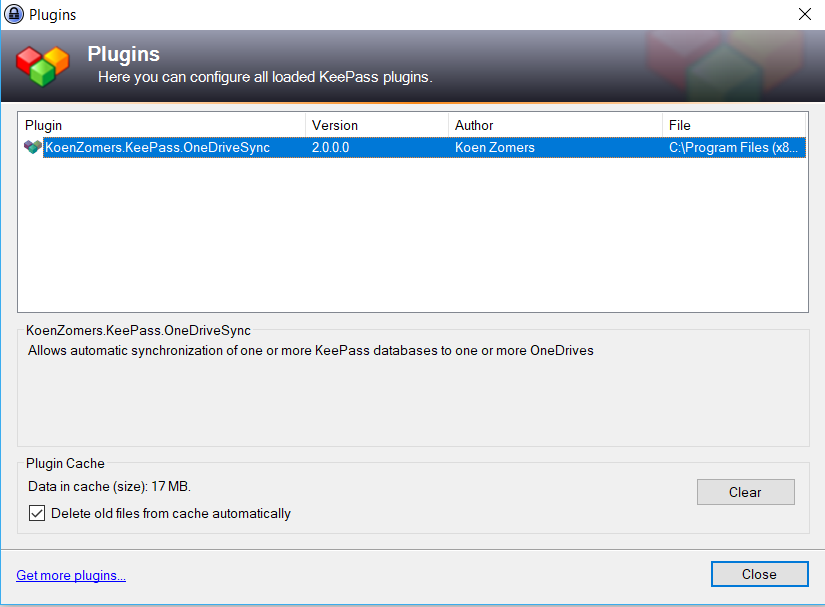 Plugins
Plugins
Here you can configure all loaded KeePass plugins.
Plugin Version Author File
KoenZomers.KeePass.OneDriveSync 2.0.0.0 Koen Zomers C:\Program Files (x8...
KoenZomers.KeePass.OneDriveSync
Allows automatic synchronization of one or more KeePass databases to one or more OneDrives
Plugin Cache
Data in cache (size): 17 MB.
Clear
Delete old files from cache automatically
Get more plugins...
Close